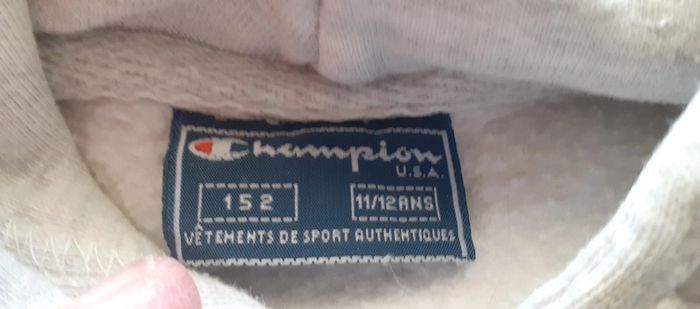 Champion
U.S.A.
152 11/12ANS
VÊTEMENTS DE SPORT AUTHENTIQUES